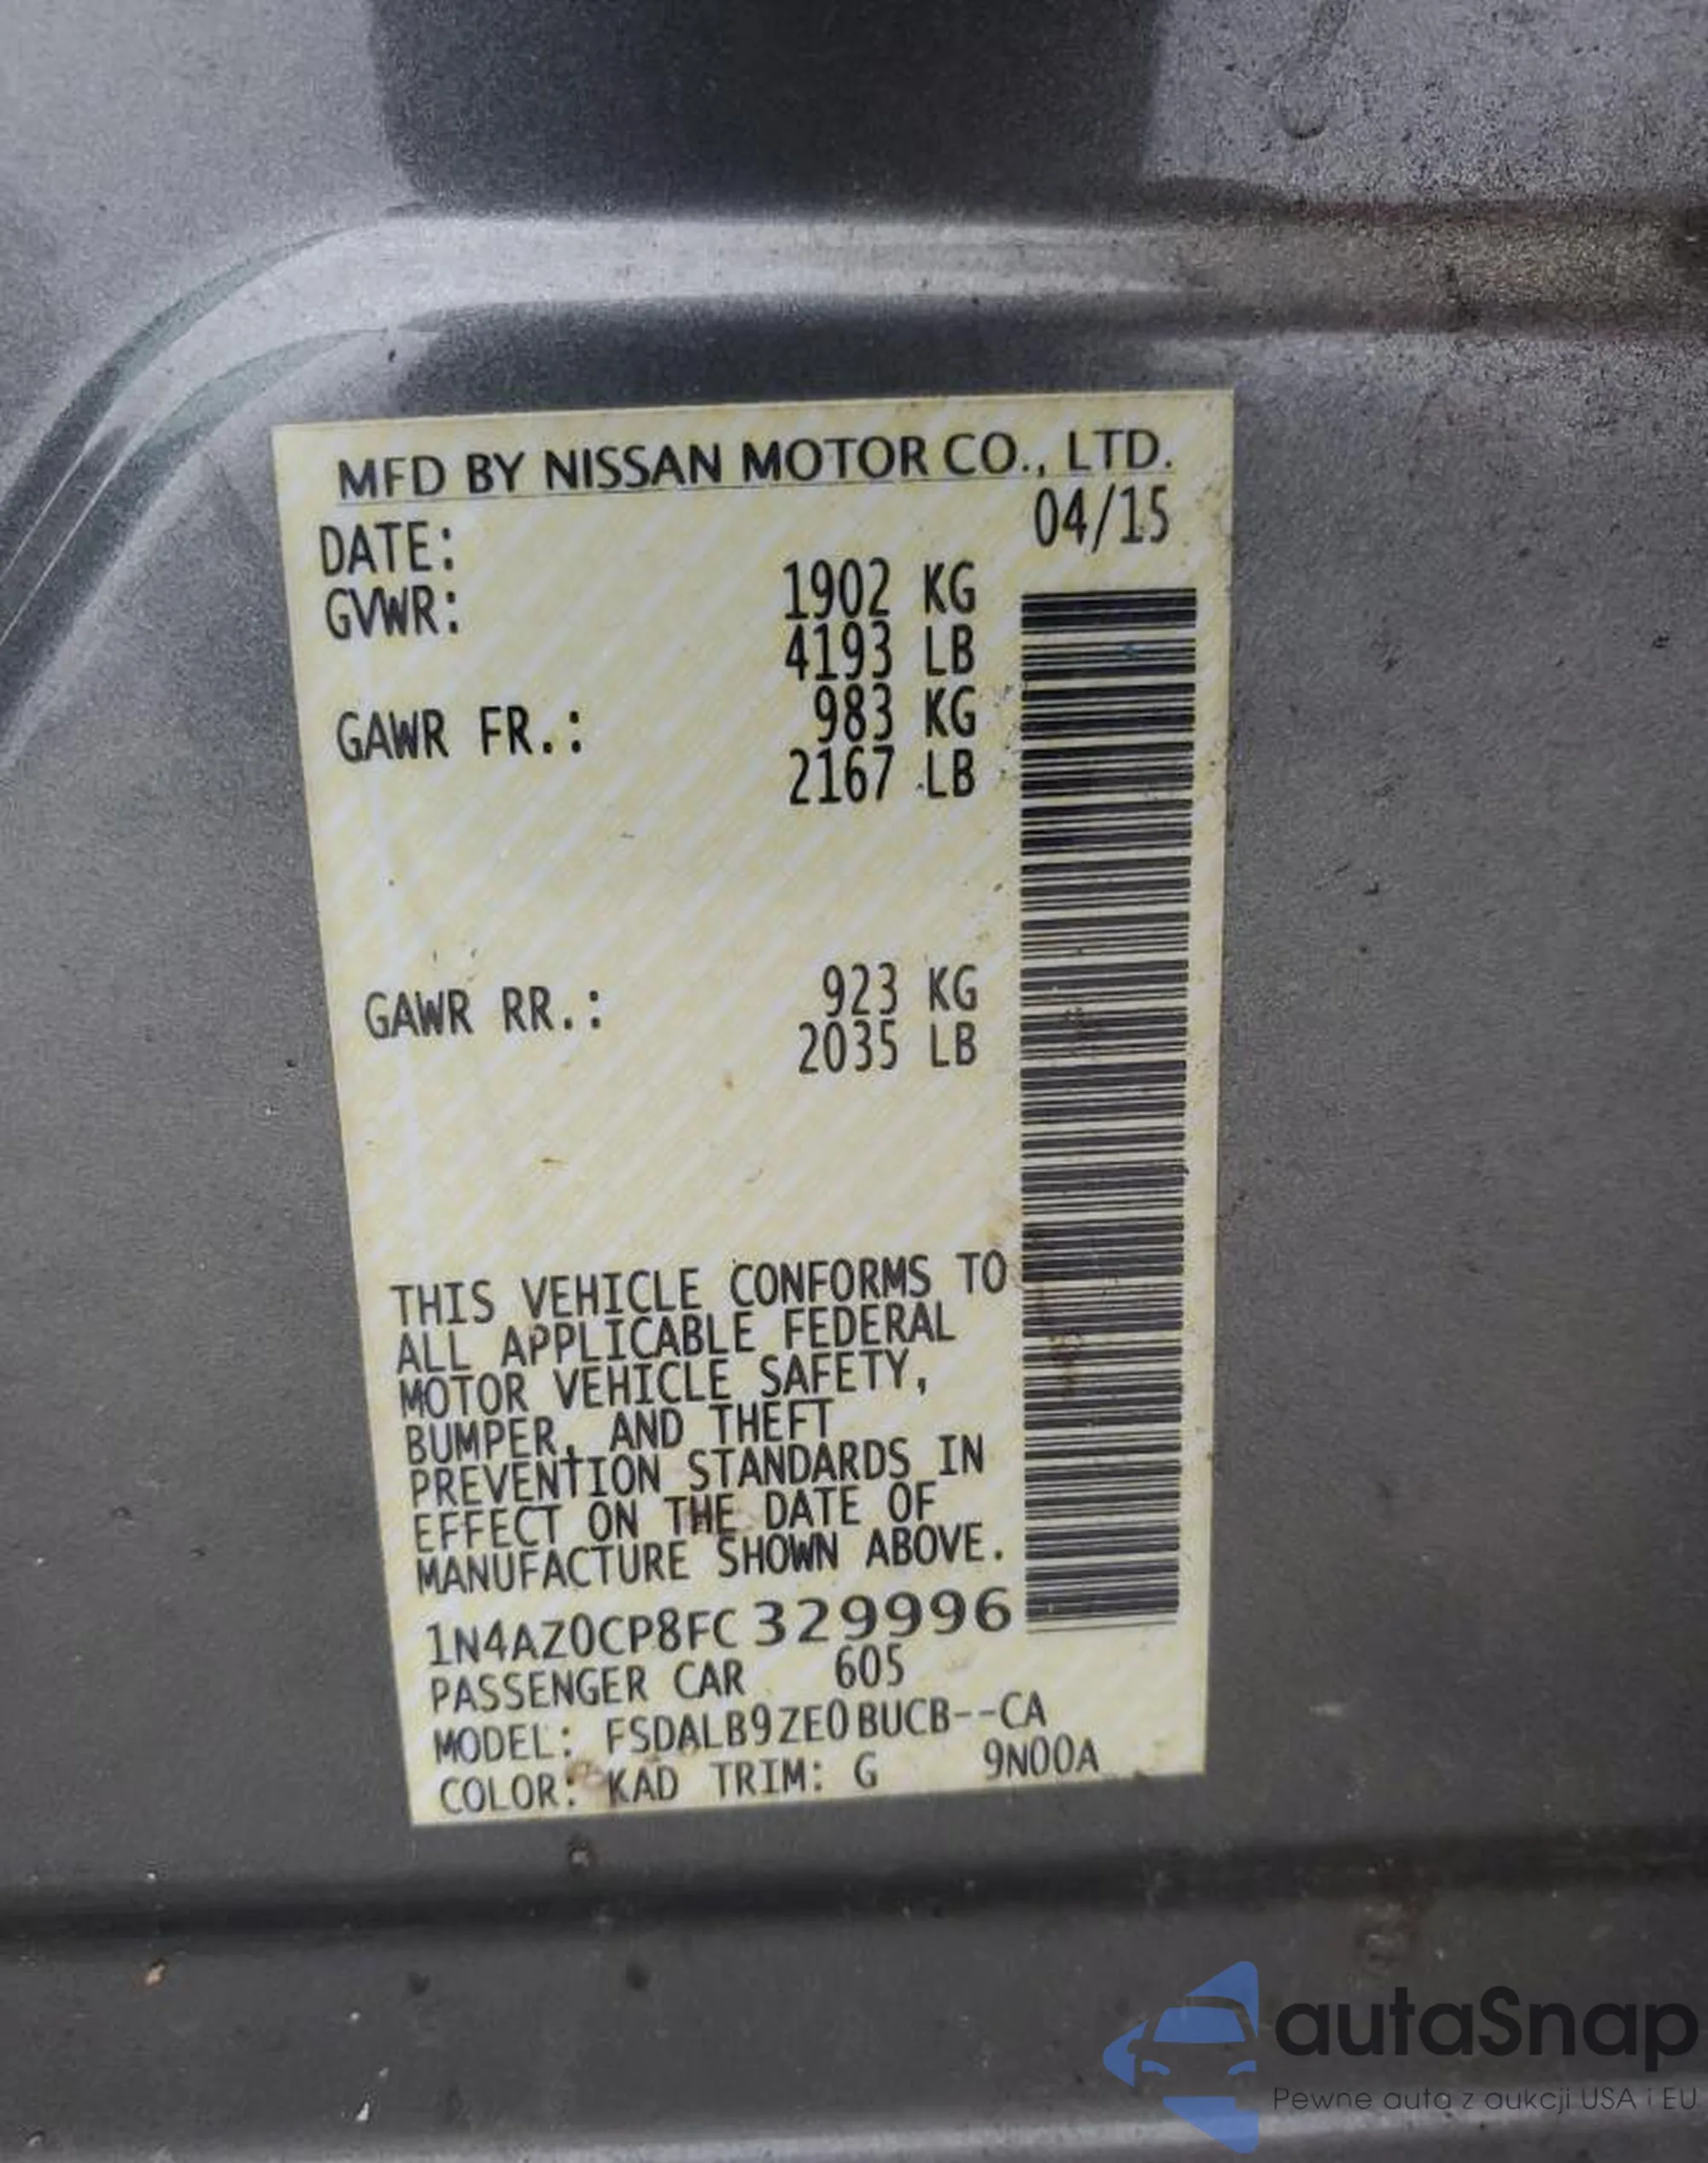 MFD BY NISSAN MOTOR CO., LTD.
DATE: 04/15
GVWR: 1902 KG
4193 LB
GAWR FR.: 983 KG
2167 LB
GAWR RR.: 923 KG
2035 LB
THIS VEHICLE CONFORMS TO
ALL APPLICABLE FEDERAL
MOTOR VEHICLE SAFETY,
BUMPER, AND THEFT
PREVENTION STANDARDS IN
EFFECT ON THE DATE OF
MANUFACTURE SHOWN ABOVE.
1N4AZ0CP8FC329996
PASSENGER CAR 605
MODEL: FSDALB9ZE0BUCB--CA
COLOR: KAD TRIM: G 9N00A
autaSnap
Pewne auta z aukcji USA i EU